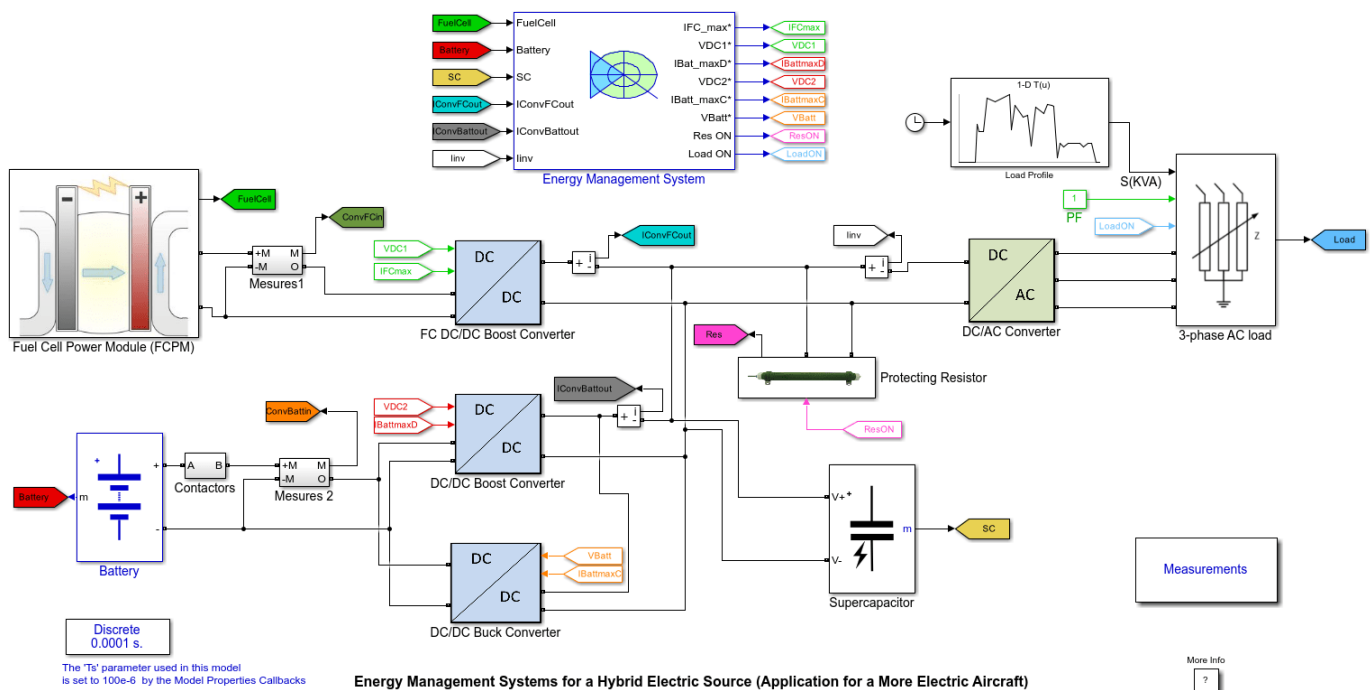 FuelCell
Battery
SC
IConvFCout
IConvBattout
Iinv
FuelCell
Battery
SC
IConvFCout
IConvBattout
Iinv
IFC_max*
VDC1*
IBat_maxD*
VDC2*
IBatt_maxC*
VBatt*
Res ON
Load ON
IFCmax
VDC1
IBattmaxD
VDC2
IBattmaxC
VBatt
ResON
LoadON
Energy Management System
1-D T(u)
Load Profile
S(KVA)
1
PF
LoadON
Z
3-phase AC load
Load
- +
Fuel Cell Power Module (FCPM)
FuelCell
ConvFCin
+M M
-M O
Mesures1
VDC1
IFCmax
DC
DC
FC DC/DC Boost Converter
IConvFCout
+ i -
Iinv
+ i -
DC
AC
DC/AC Converter
Res
Protecting Resistor
ResON
IConvBattout
+ i -
VDC2
IBattmaxD
DC
DC
DC/DC Boost Converter
ConvBattin
+M M
-M O
Mesures 2
A B
Contactors
+
+
-
m
Battery
Battery
DC
DC
VBatt
IBattmaxC
DC/DC Buck Converter
V+ +
V-
m
Supercapacitor
SC
Measurements
Discrete
0.0001 s.
The 'Ts' parameter used in this model
is set to 100e-6 by the Model Properties Callbacks
Energy Management Systems for a Hybrid Electric Source (Application for a More Electric Aircraft)
More Info
?